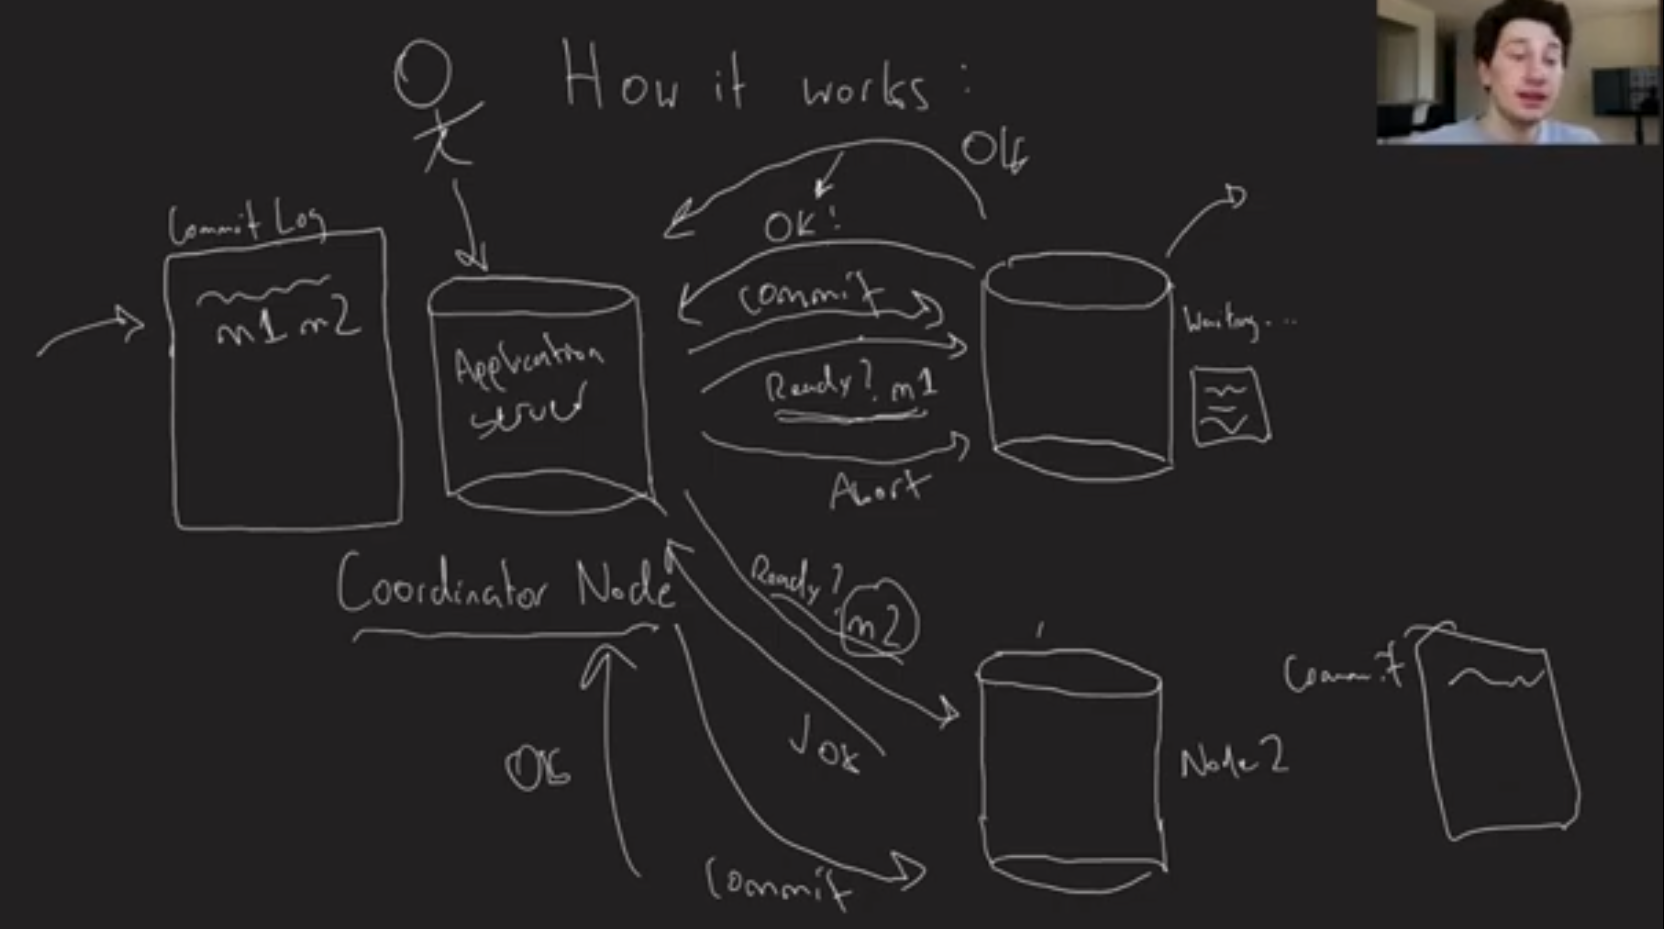 How it works:
OK
Commit Log
OK!
m1 m2
commit
Waiting...
Application
server
Ready? m1
Abort
Coordinator Node
Ready?
m2
Commit
OK
OK
Node 2
Commit